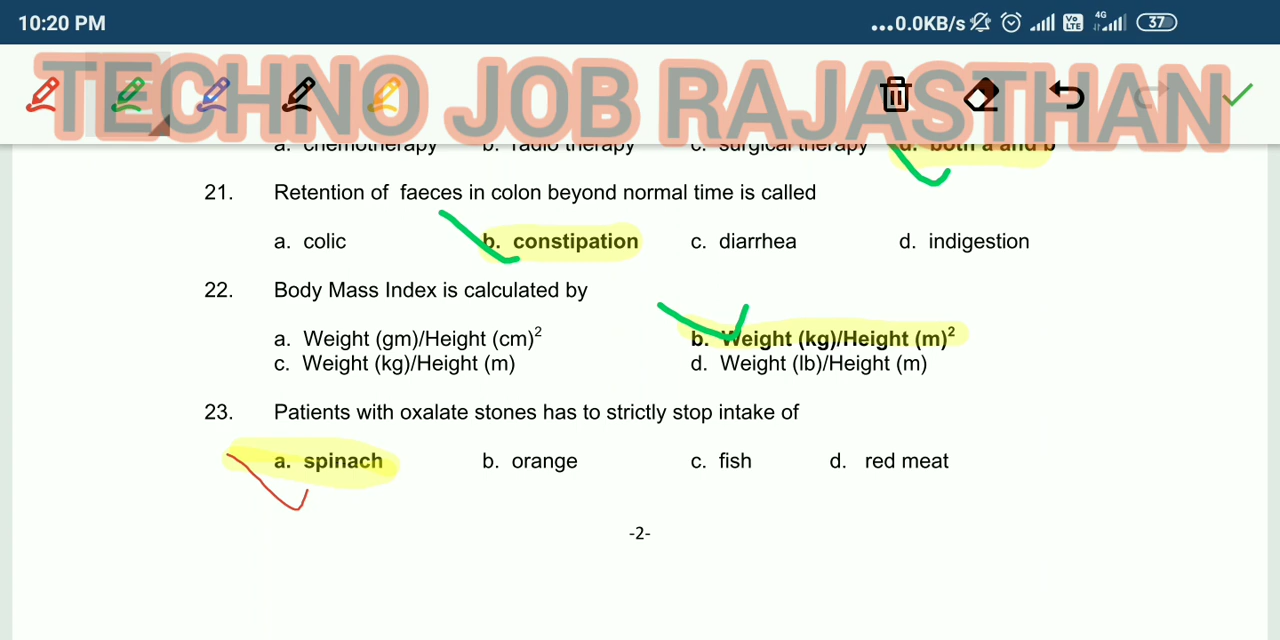 10:20 PM ...0.0KB/s Vo LTE 4G 37
TECHNO JOB RAJASTHAN
a. chemotherapy b. radio therapy c. surgical therapy d. both a and b
21. Retention of faeces in colon beyond normal time is called
a. colic b. constipation c. diarrhea d. indigestion
22. Body Mass Index is calculated by
a. Weight (gm)/Height (cm)² b. Weight (kg)/Height (m)²
c. Weight (kg)/Height (m) d. Weight (lb)/Height (m)
23. Patients with oxalate stones has to strictly stop intake of
a. spinach b. orange c. fish d. red meat
-2-